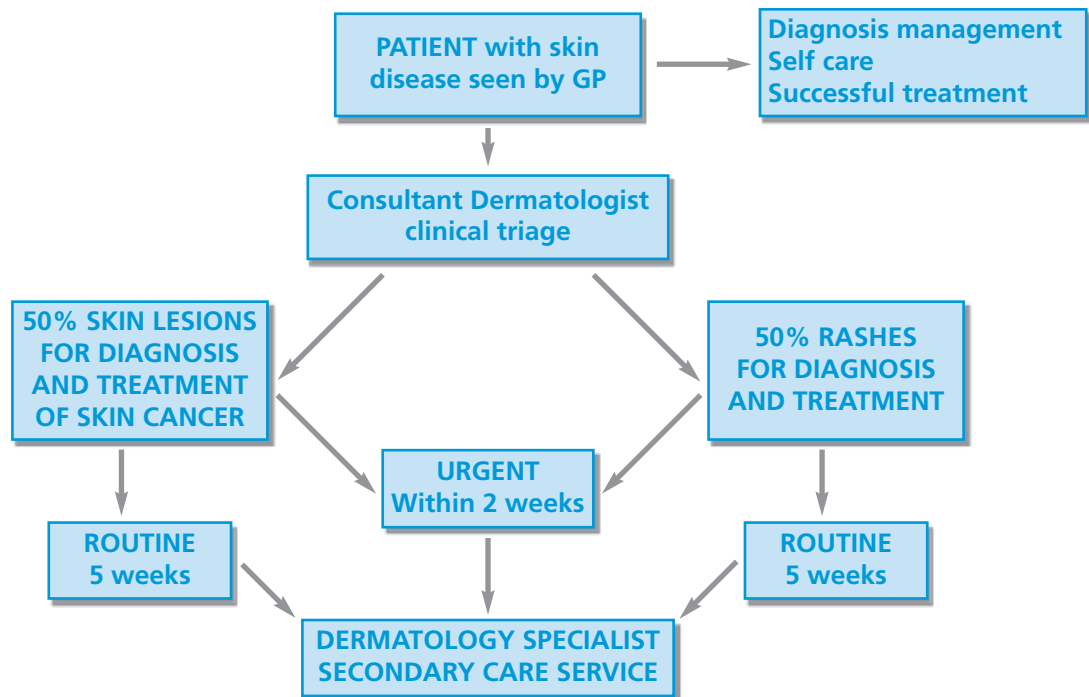 PATIENT with skin
disease seen by GP
Diagnosis management
Self care
Successful treatment
Consultant Dermatologist
clinical triage
50% SKIN LESIONS
FOR DIAGNOSIS
AND TREATMENT
OF SKIN CANCER
50% RASHES
FOR DIAGNOSIS
AND TREATMENT
URGENT
Within 2 weeks
ROUTINE
5 weeks
ROUTINE
5 weeks
DERMATOLOGY SPECIALIST
SECONDARY CARE SERVICE